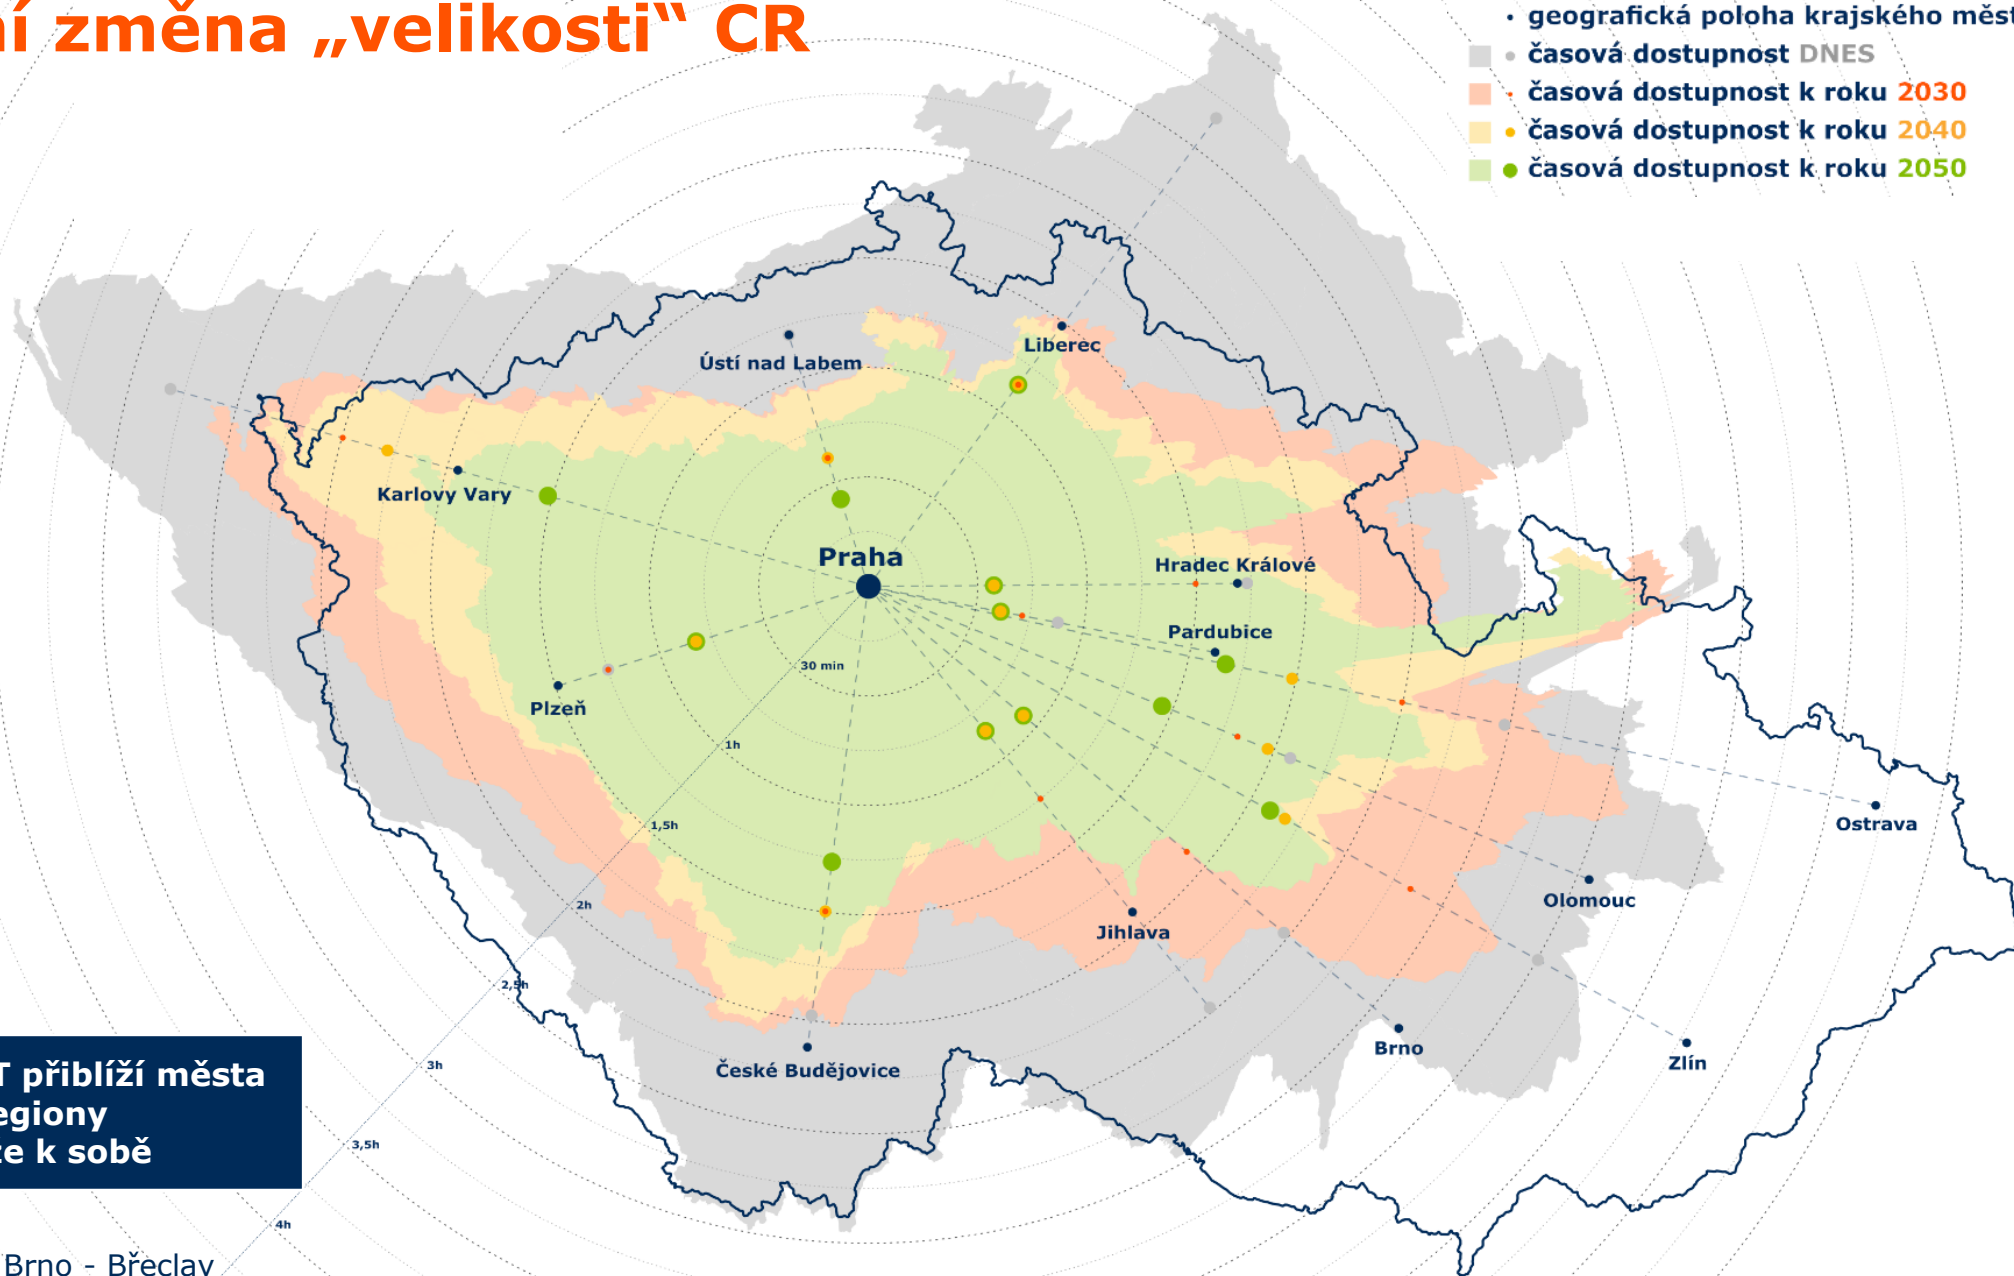 ní změna „velikosti“ ČR
geografická poloha krajského měst
časová dostupnost DNES
časová dostupnost k roku 2030
časová dostupnost k roku 2040
časová dostupnost k roku 2050
Liberec
Ústí nad Labem
Karlovy Vary
Praha
Hradec Králové
Pardubice
30 min
Plzeň
1h
1,5h
Ostrava
Olomouc
2h
Jihlava
2,5h
Brno
Zlín
České Budějovice
3h
T přiblíží města
egiony
že k sobě
3,5h
4h
Brno - Břeclav